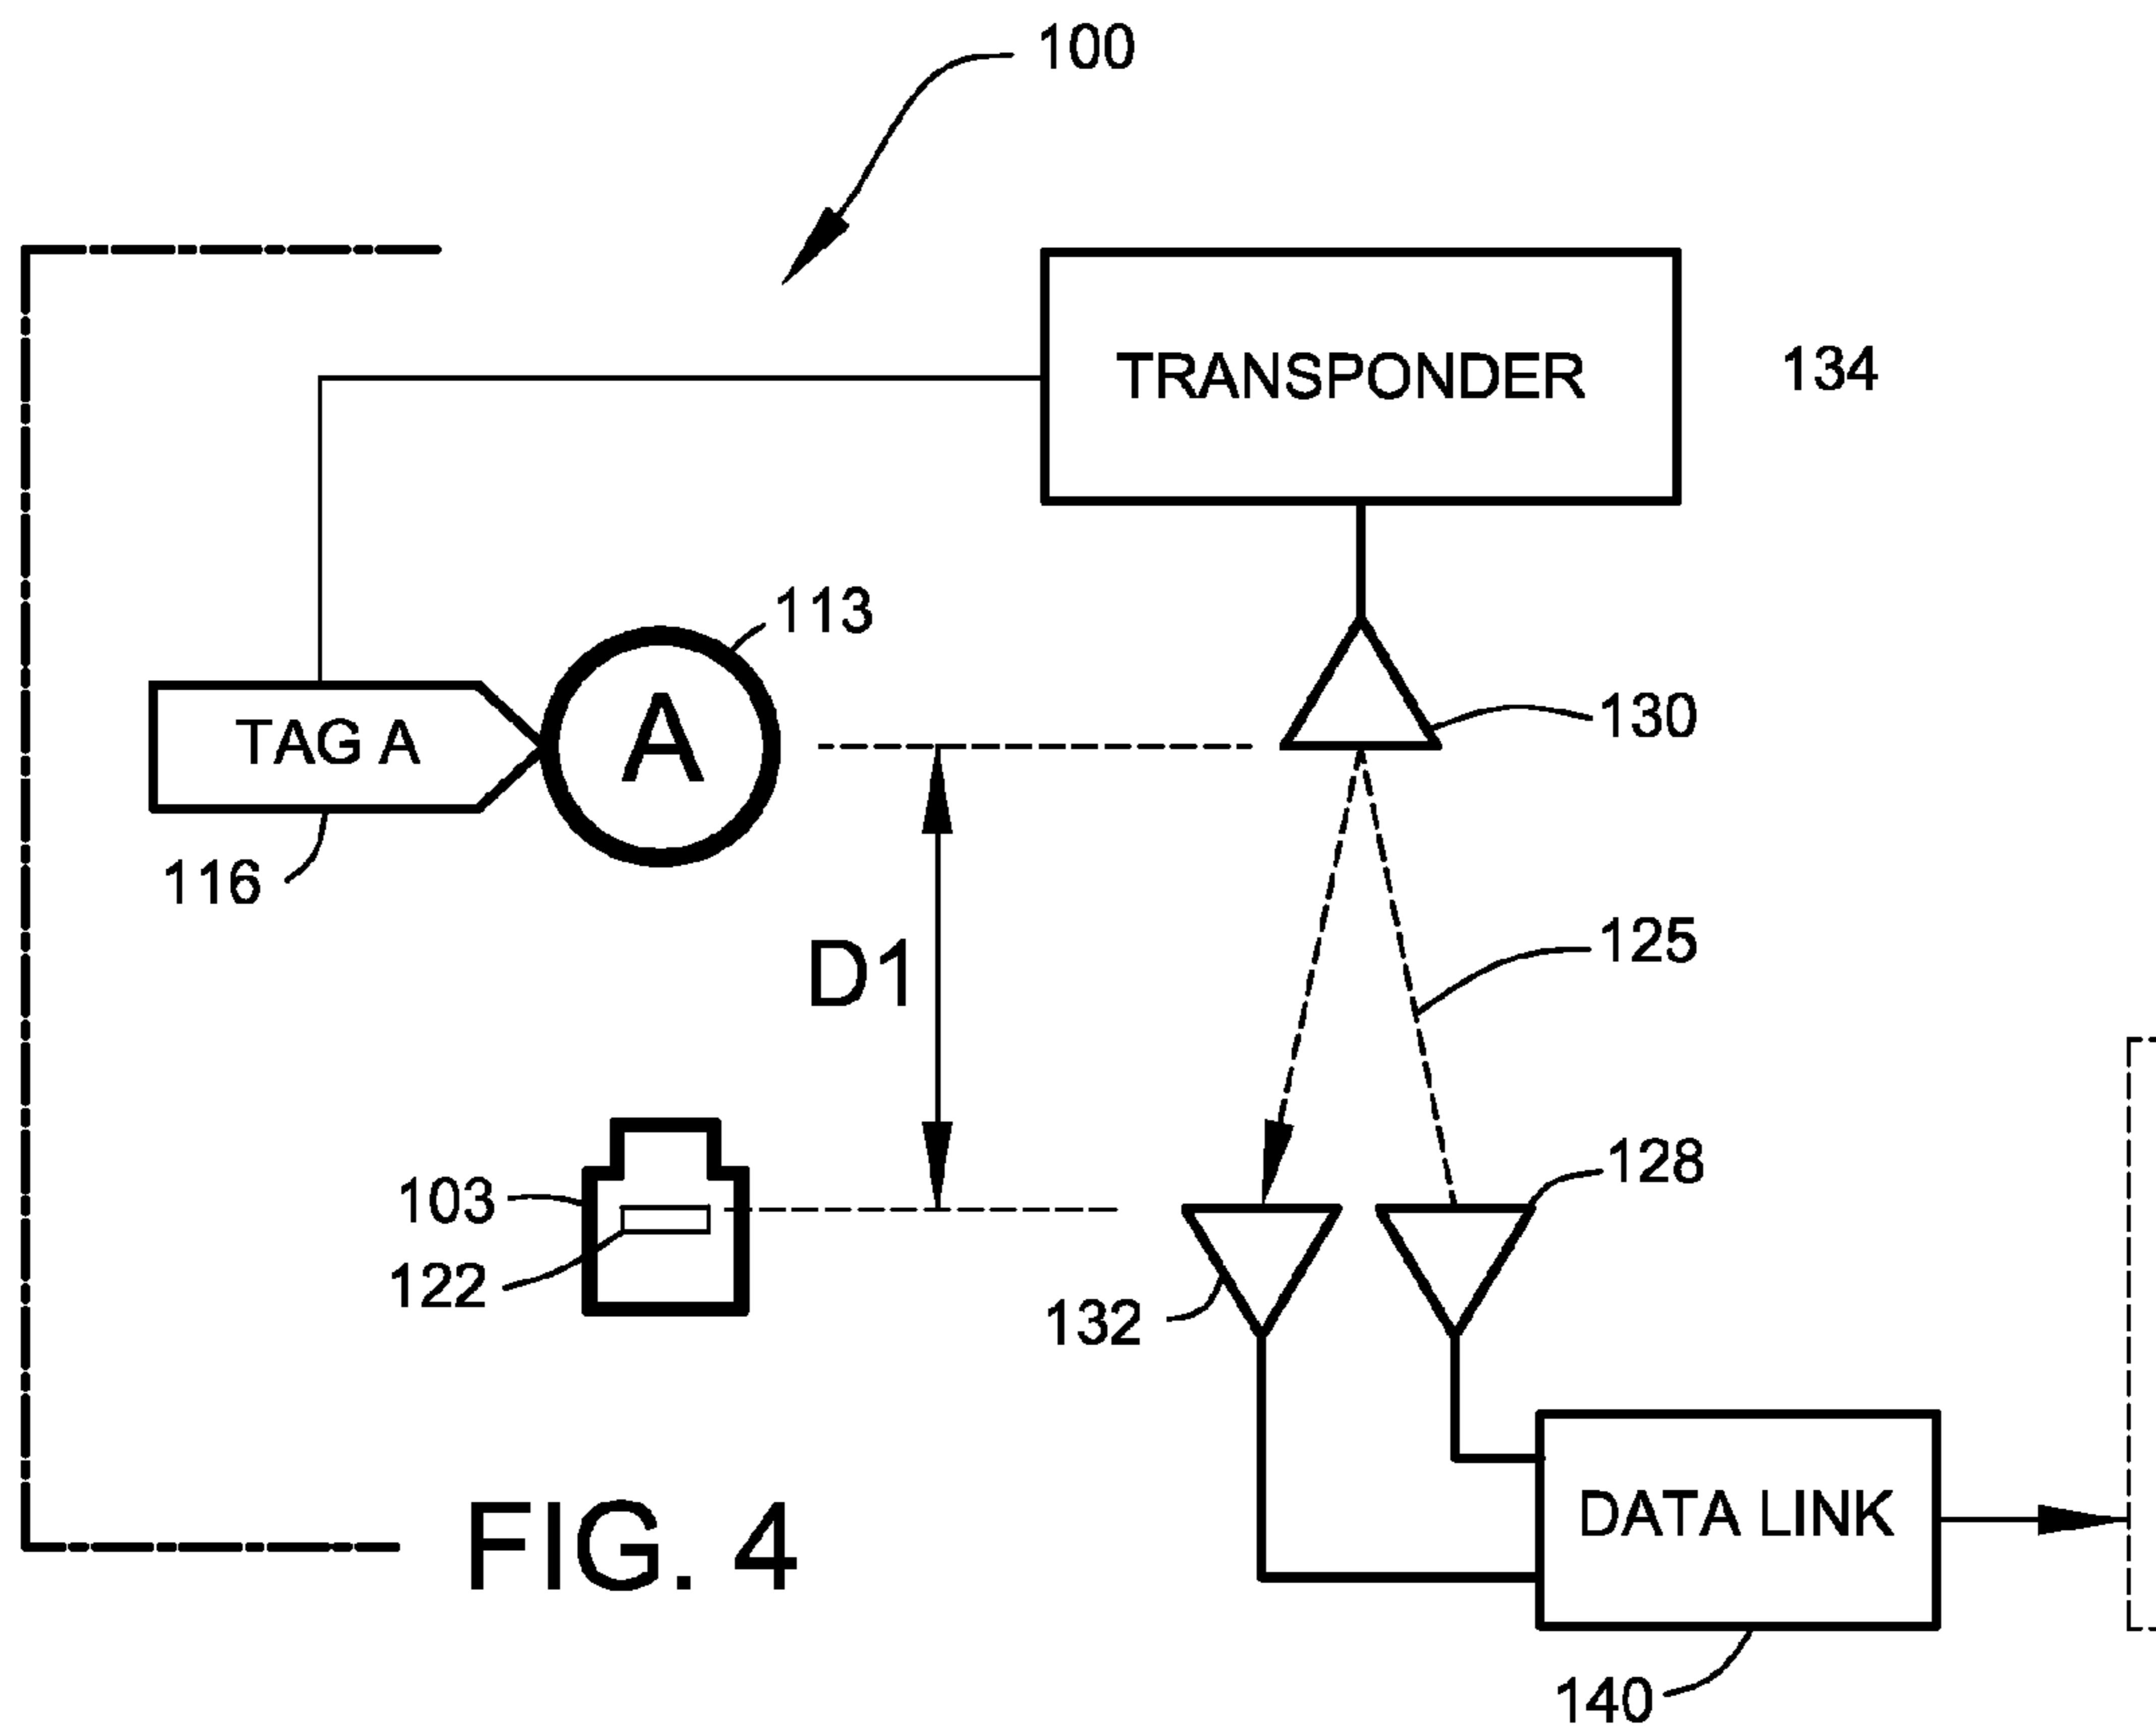 100
TRANSPONDER
134
113
TAG A
A
130
116
125
D1
128
103
122
132
DATA LINK
FIG. 4
140